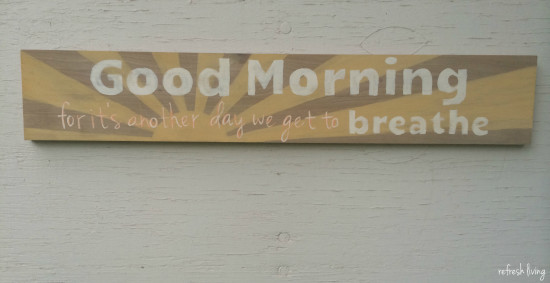 Good Morning
for it's another day we get to breathe
refresh living